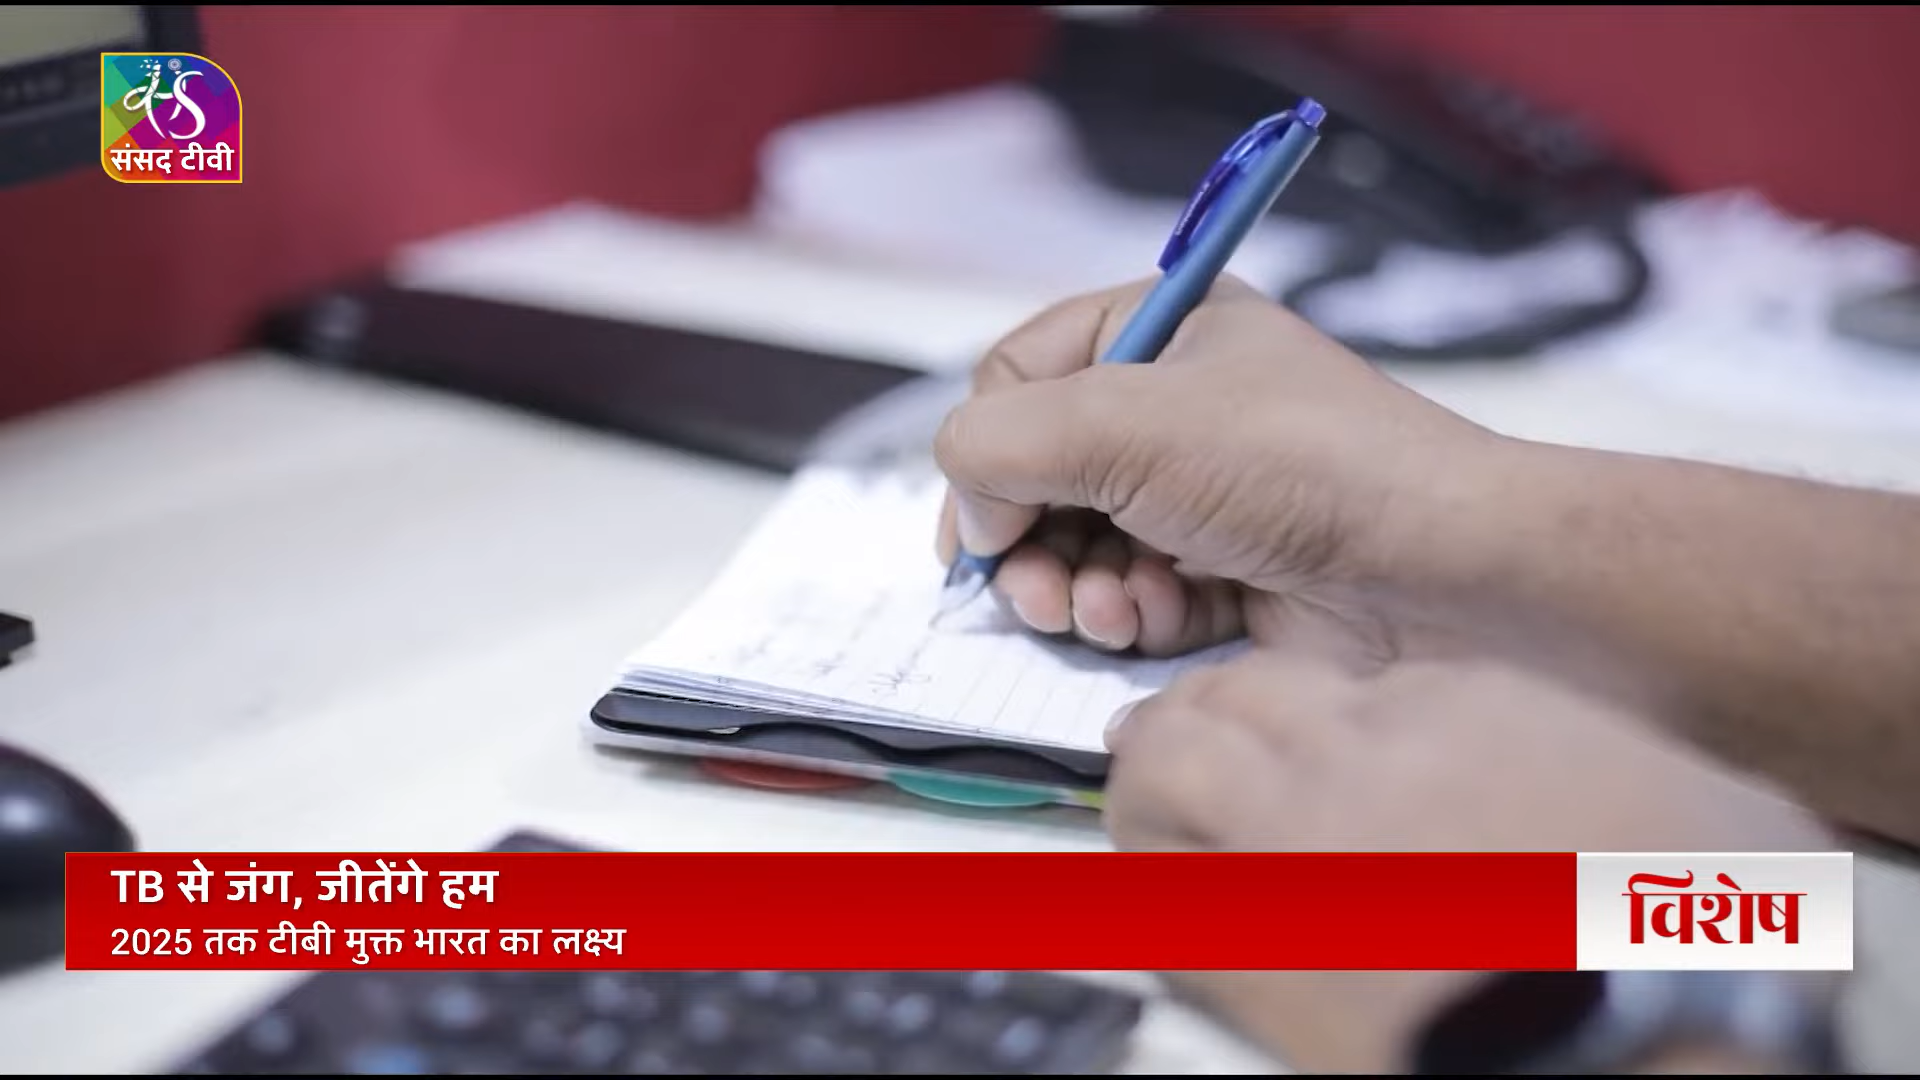 संसद टीवी
TB से जंग, जीतेंगे हम
2025 तक टीबी मुक्त भारत का लक्ष्य
विशेष